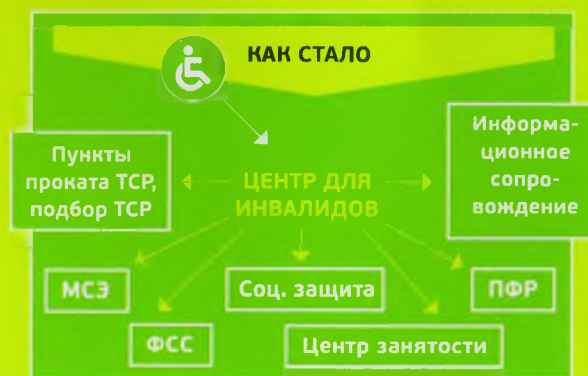 КАК СТАЛО
Информа-
ционное
сопро-
вождение
Пункты
проката ТСР,
подбор ТСР
ЦЕНТР ДЛЯ
ИНВАЛИДОВ
МСЭ
Соц. защита
ПФР
ФСС
Центр занятости